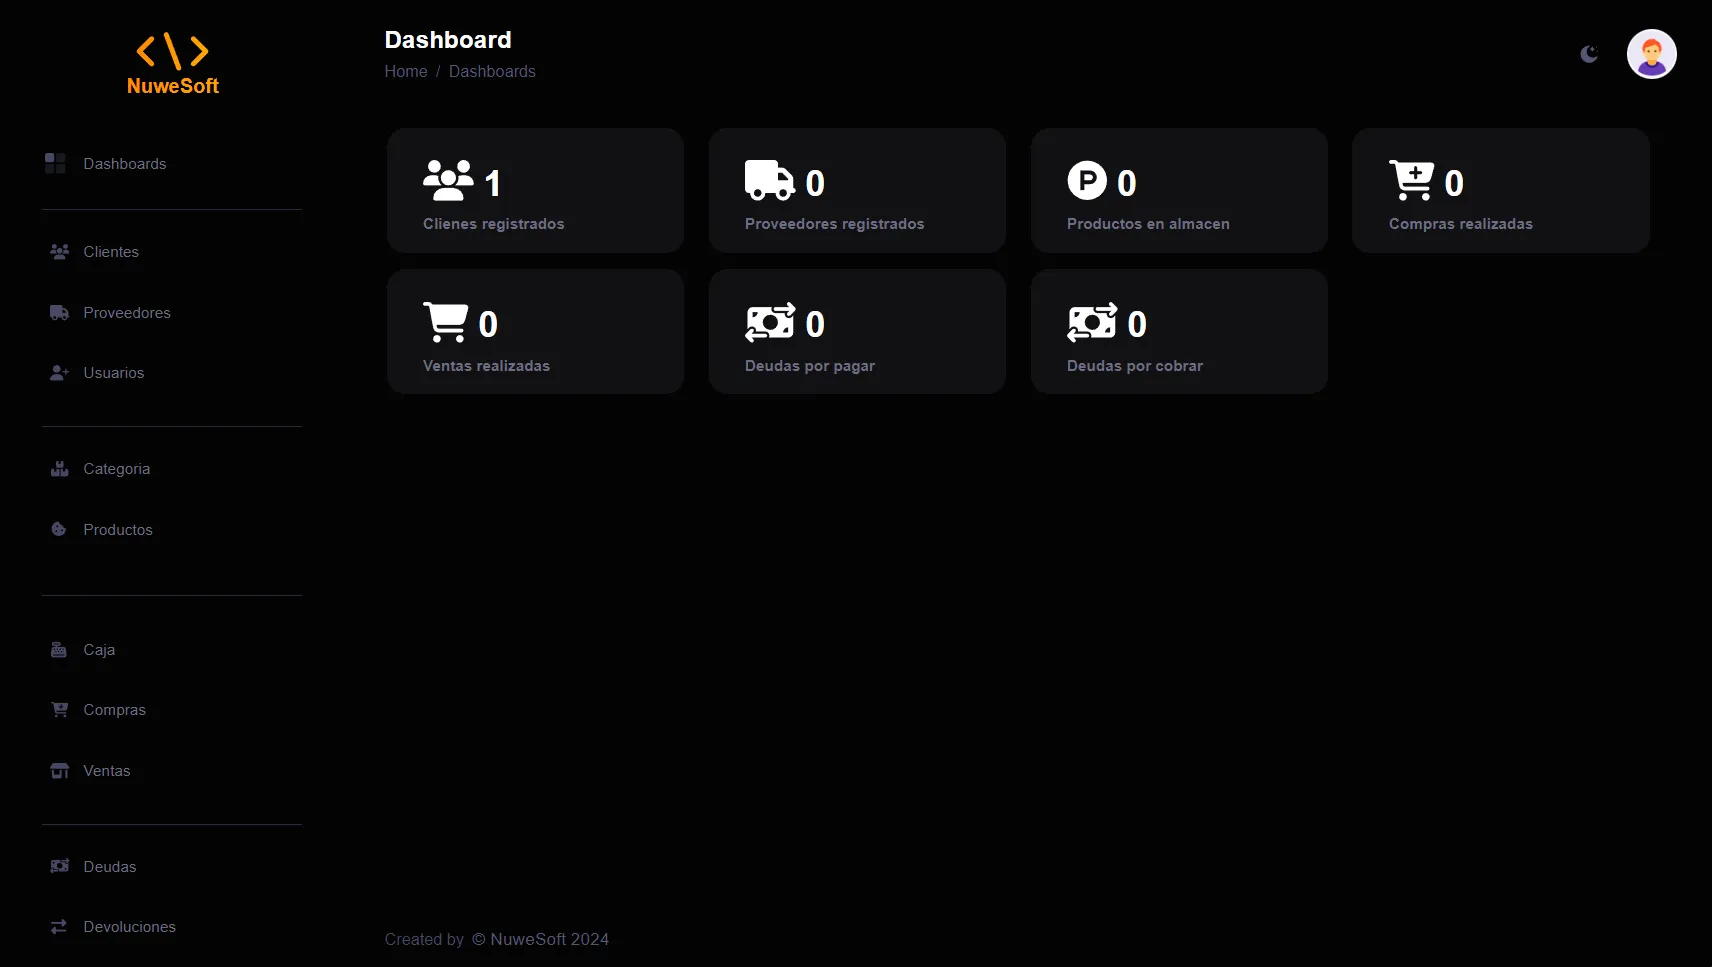 NuweSoft
Dashboards
Clientes
Proveedores
Usuarios
Categoria
Productos
Caja
Compras
Ventas
Deudas
Devoluciones
Dashboard
Home / Dashboards
1
Clienes registrados
0
Proveedores registrados
P 0
Productos en almacen
0
Compras realizadas
0
Ventas realizadas
0
Deudas por pagar
0
Deudas por cobrar
Created by © NuweSoft 2024